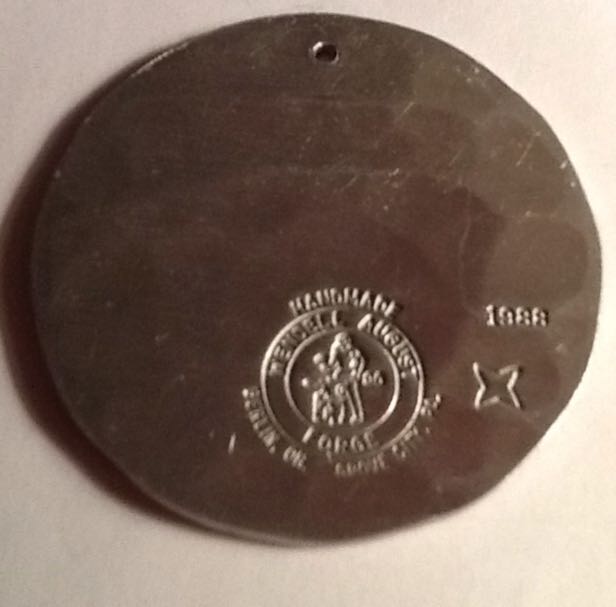 HANDMADE
WENDELL AUGUST
FORGE
BERLIN, OH. GROVE CITY, PA.
1988